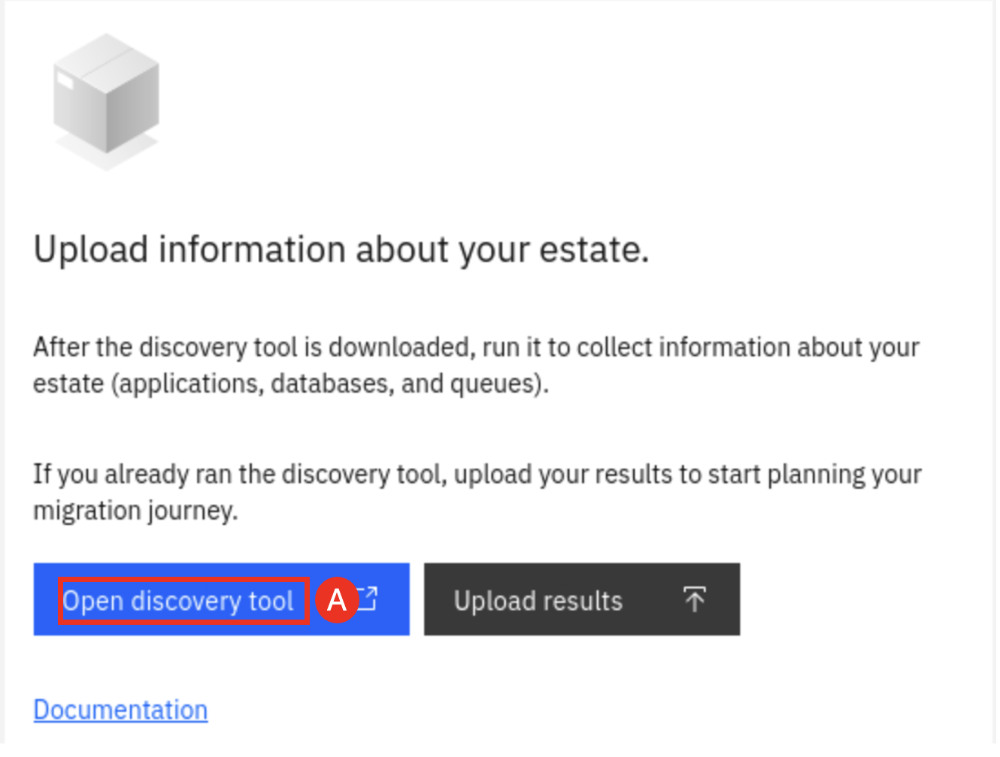 Upload information about your estate.
After the discovery tool is downloaded, run it to collect information about your
estate (applications, databases, and queues).
If you already ran the discovery tool, upload your results to start planning your
migration journey.
Open discovery tool A
Upload results
Documentation